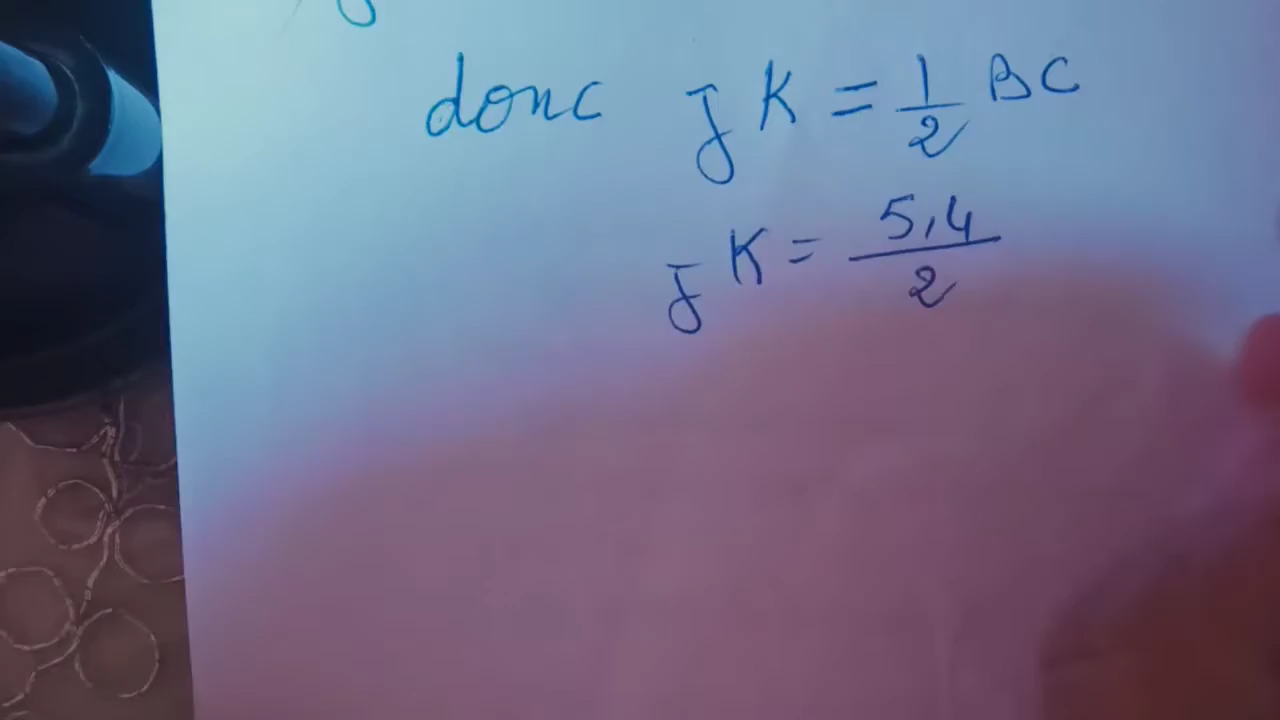 donc JK = 1/2 BC
JK = 5,4/2